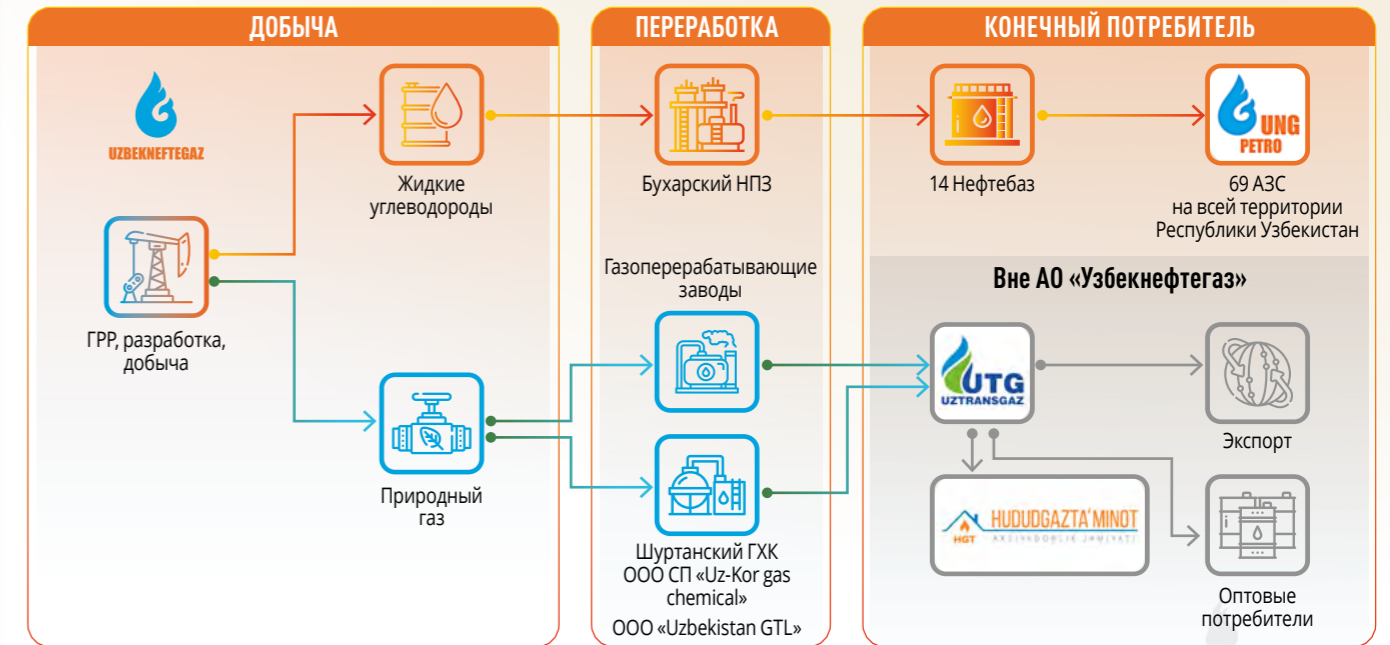 ДОБЫЧА
UZBEKNEFTEGAZ
Жидкие
углеводороды
ГРР, разработка,
добыча
Природный
газ
ПЕРЕРАБОТКА
Бухарский НПЗ
Газоперерабатывающие
заводы
Шуртанский ГХК
ООО СП «Uz-Kor gas
chemical»
ООО «Uzbekistan GTL»
КОНЕЧНЫЙ ПОТРЕБИТЕЛЬ
14 Нефтебаз
UNG
PETRO
69 АЗС
на всей территории
Республики Узбекистан
Вне АО «Узбекнефтегаз»
UTG
UZTRANSGAZ
Экспорт
HUDUDGAZTA'MINOT
HGT
AKSIYADORLIK JAMIYATI
Оптовые
потребители